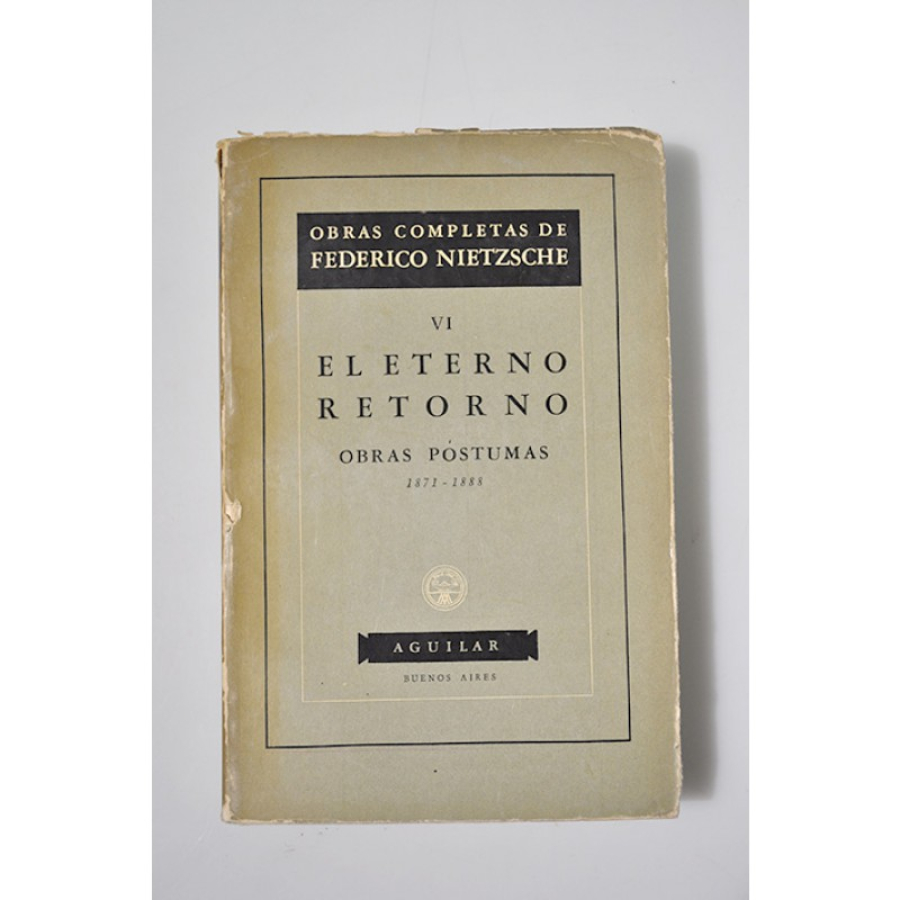 OBRAS COMPLETAS DE
FEDERICO NIETZSCHE
VI
EL ETERNO
RETORNO
OBRAS PÓSTUMAS
1871-1888
AGUILAR
BUENOS AIRES